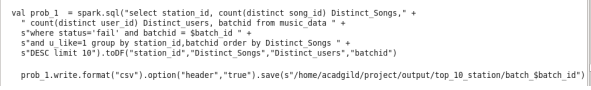 val prob_1 = spark.sql("select station_id, count(distinct song_id) Distinct_Songs," +
" count(distinct user_id) Distinct_users, batchid from music_data " +
s"where status='fail' and batchid = $batch_id " +
s"and u_like=1 group by station_id,batchid order by Distinct_Songs " +
s"DESC limit 10").toDF("station_id","Distinct_Songs","Distinct_users","batchid")
prob_1.write.format("csv").option("header","true").save(s"/home/acadgild/project/output/top_10_station/batch_$batch_id")